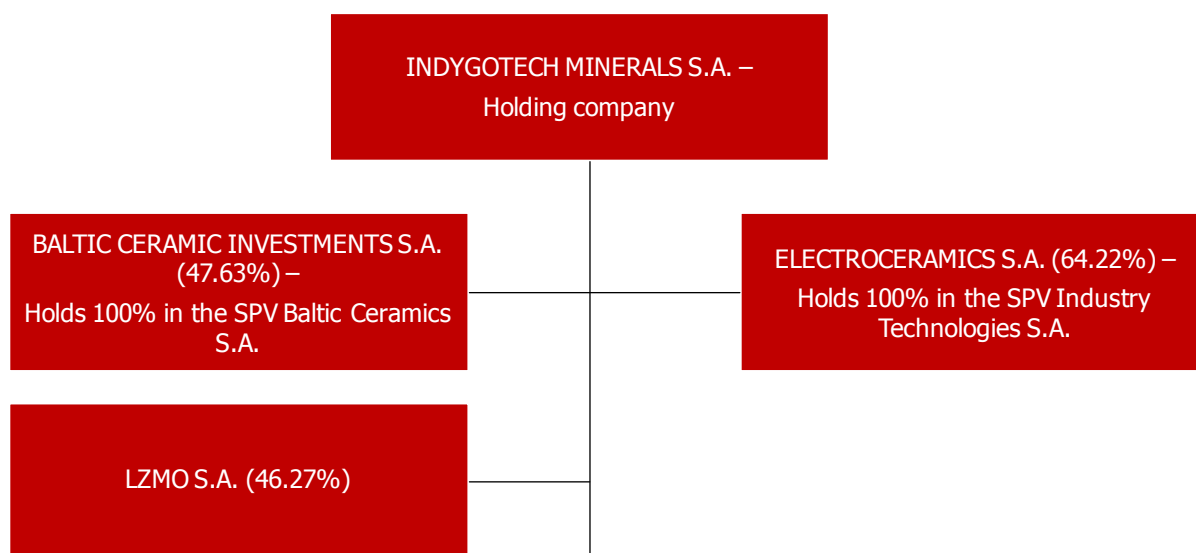 INDYGOTECH MINERALS S.A. –
Holding company
BALTIC CERAMIC INVESTMENTS S.A.
(47.63%) –
Holds 100% in the SPV Baltic Ceramics
S.A.
ELECTROCERAMICS S.A. (64.22%) –
Holds 100% in the SPV Industry
Technologies S.A.
LZMO S.A. (46.27%)